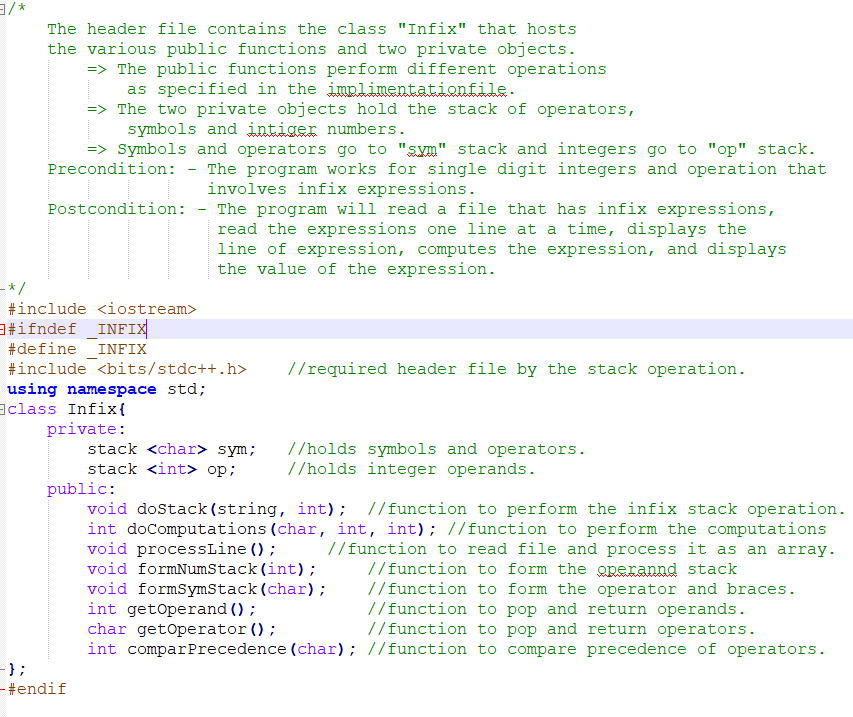 /*
    The header file contains the class "Infix" that hosts
    the various public functions and two private objects.
        => The public functions perform different operations
            as specified in the implimentationfile.
        => The two private objects hold the stack of operators,
            symbols and intiger numbers.
        => Symbols and operators go to "sym" stack and integers go to "op" stack.
    Precondition: - The program works for single digit integers and operation that
                    involves infix expressions.
    Postcondition: - The program will read a file that has infix expressions,
                     read the expressions one line at a time, displays the
                     line of expression, computes the expression, and displays
                     the value of the expression.
*/
#include <iostream>
#ifndef _INFIX
#define _INFIX
#include <bits/stdc++.h>    //required header file by the stack operation.
using namespace std;
class Infix{
    private:
        stack <char> sym;   //holds symbols and operators.
        stack <int> op;     //holds integer operands.
    public:
        void doStack(string, int);  //function to perform the infix stack operation.
        int doComputations(char, int, int); //function to perform the computations
        void processLine();     //function to read file and process it as an array.
        void formNumStack(int);     //function to form the operannd stack
        void formSymStack(char);    //function to form the operator and braces.
        int getOperand();           //function to pop and return operands.
        char getOperator();         //function to pop and return operators.
        int comparPrecedence(char); //function to compare precedence of operators.
};
#endif